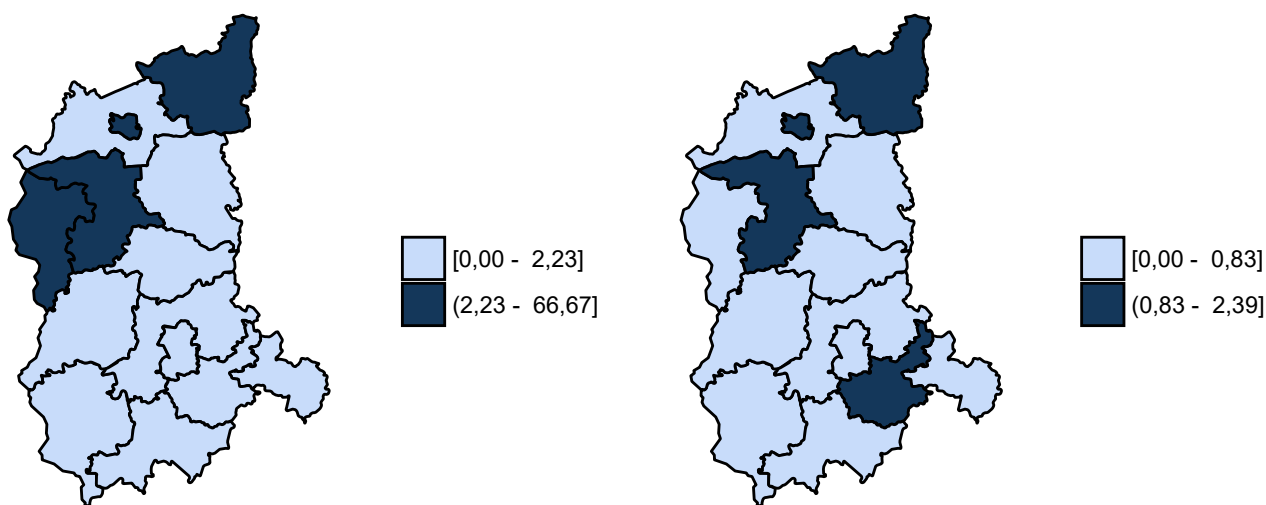 [0,00 - 2,23]
(2,23 - 66,67]
[0,00 - 0,83]
(0,83 - 2,39]